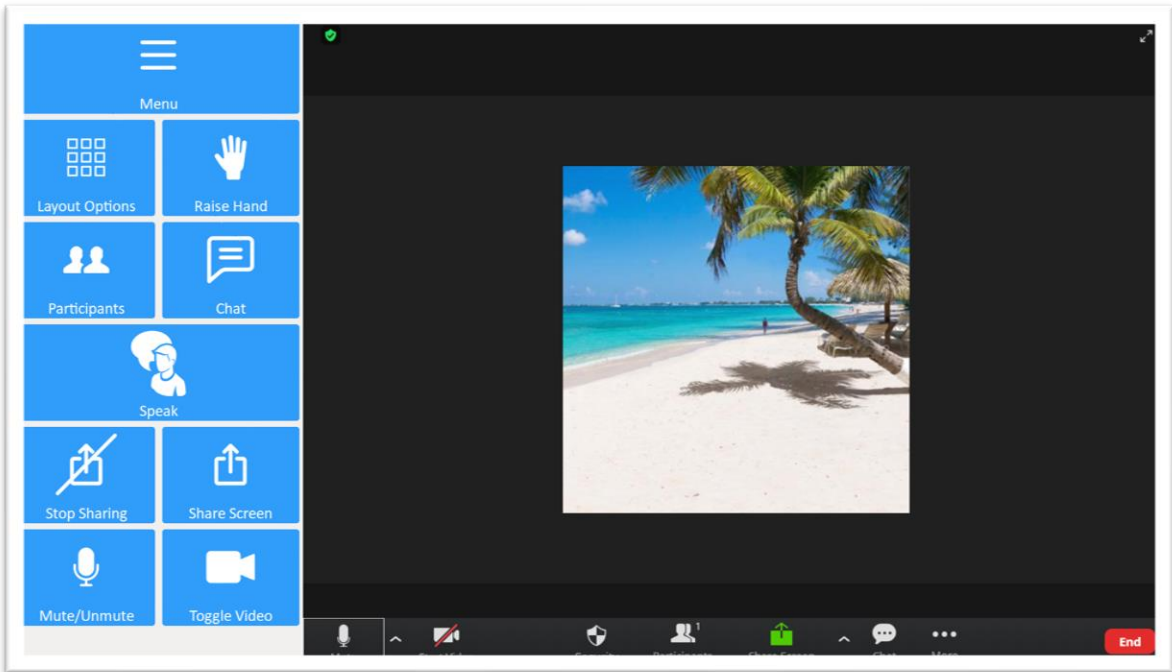 Menu
Layout Options
Raise Hand
Participants
Chat
Speak
Stop Sharing
Share Screen
Mute/Unmute
Toggle Video
1
End